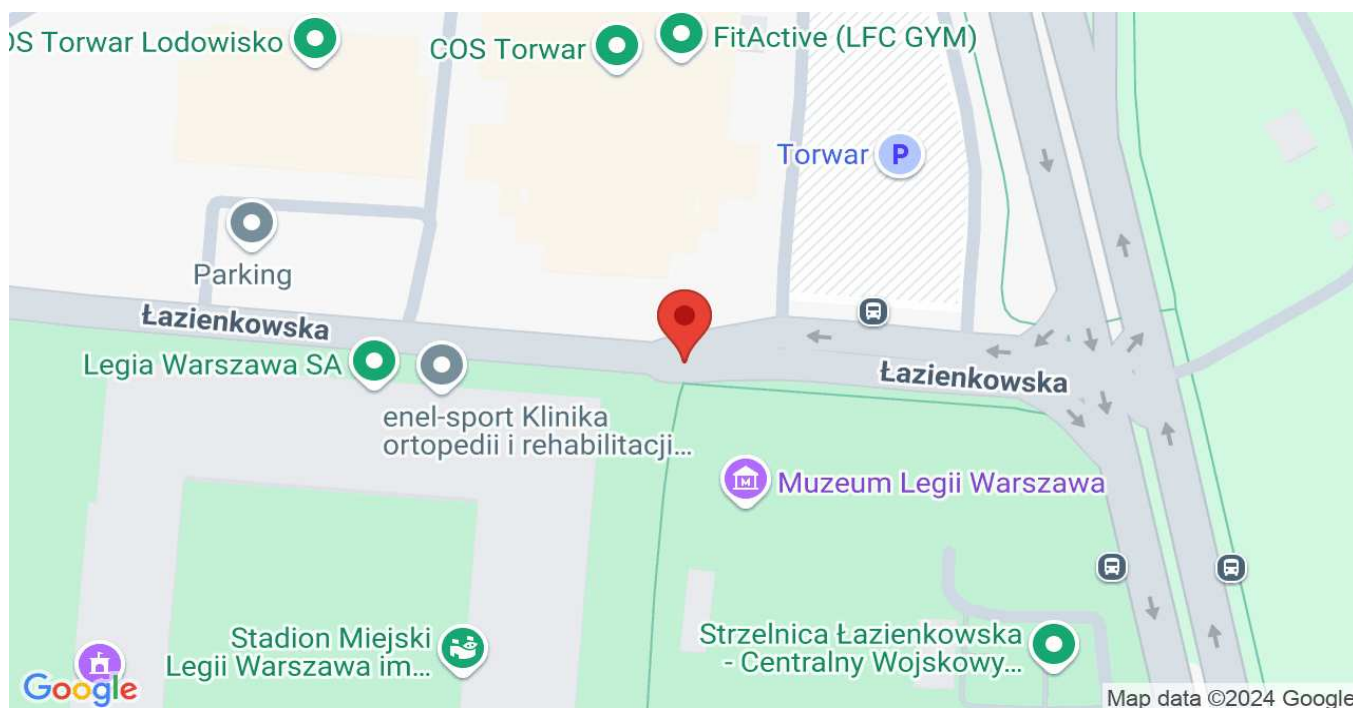 OS Torwar Lodowisko
COS Torwar
FitActive (LFC GYM)
Torwar P
Parking
Łazienkowska
Łazienkowska
Legia Warszawa SA
enel-sport Klinika
ortopedii i rehabilitacji...
M
Muzeum Legii Warszawa
Stadion Miejski
Legii Warszawa im...
Strzelnica Łazienkowska
- Centralny Wojskowy...
Google
Map data ©2024 Google